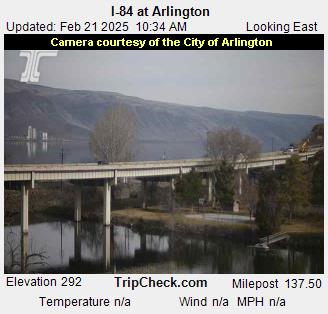 I-84 at Arlington
Updated: Feb 21 2025 10:34 AM Looking East
Camera courtesy of the City of Arlington
Elevation 292 TripCheck.com Milepost 137.50
Temperature n/a Wind n/a MPH n/a